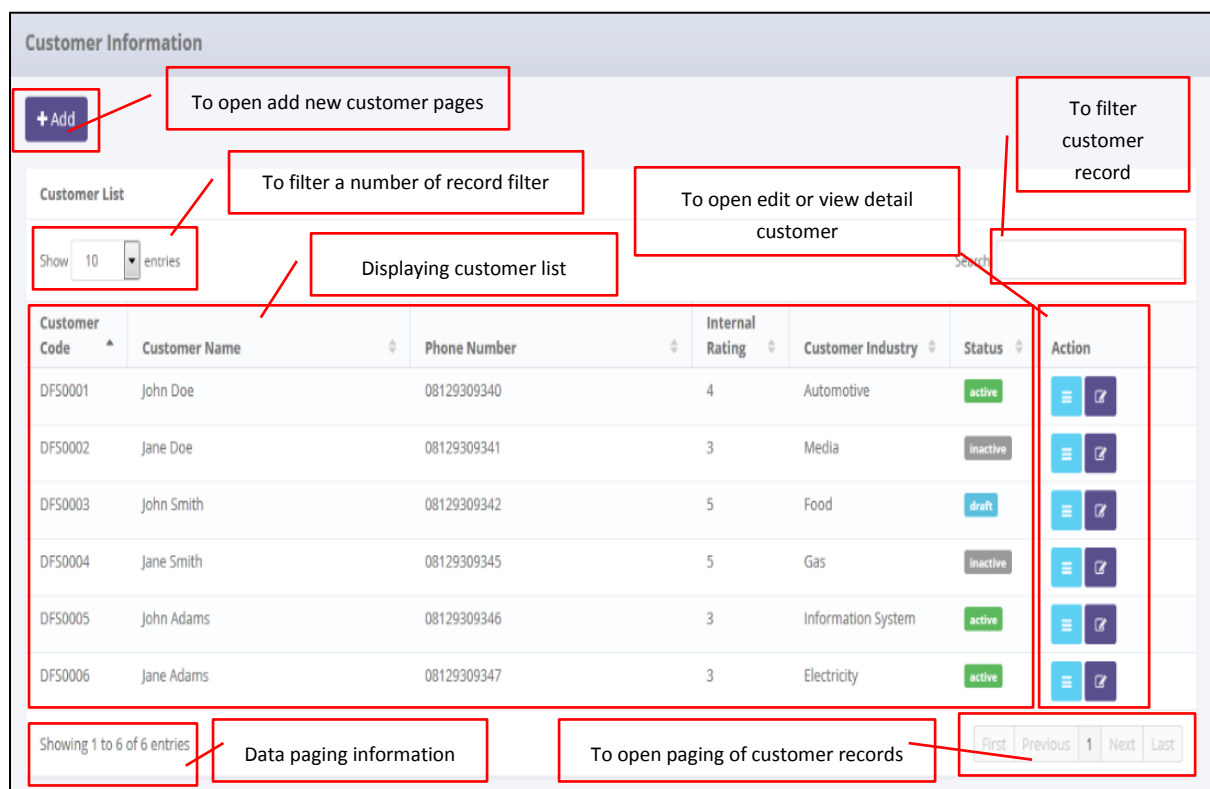 Customer Information
+ Add
To open add new customer pages
To filter
customer
record
Customer List
To filter a number of record filter
To open edit or view detail
customer
Show 10 entries
Displaying customer list
Search
Customer
Code
Customer Name
Phone Number
Internal
Rating
Customer Industry
Status
Action
DFS0001 John Doe 08129309340 4 Automotive active
DFS0002 Jane Doe 08129309341 3 Media inactive
DFS0003 John Smith 08129309342 5 Food draft
DFS0004 Jane Smith 08129309345 5 Gas inactive
DFS0005 John Adams 08129309346 3 Information System active
DFS0006 Jane Adams 08129309347 3 Electricity active
Showing 1 to 6 of 6 entries
Data paging information
To open paging of customer records
First Previous 1 Next Last